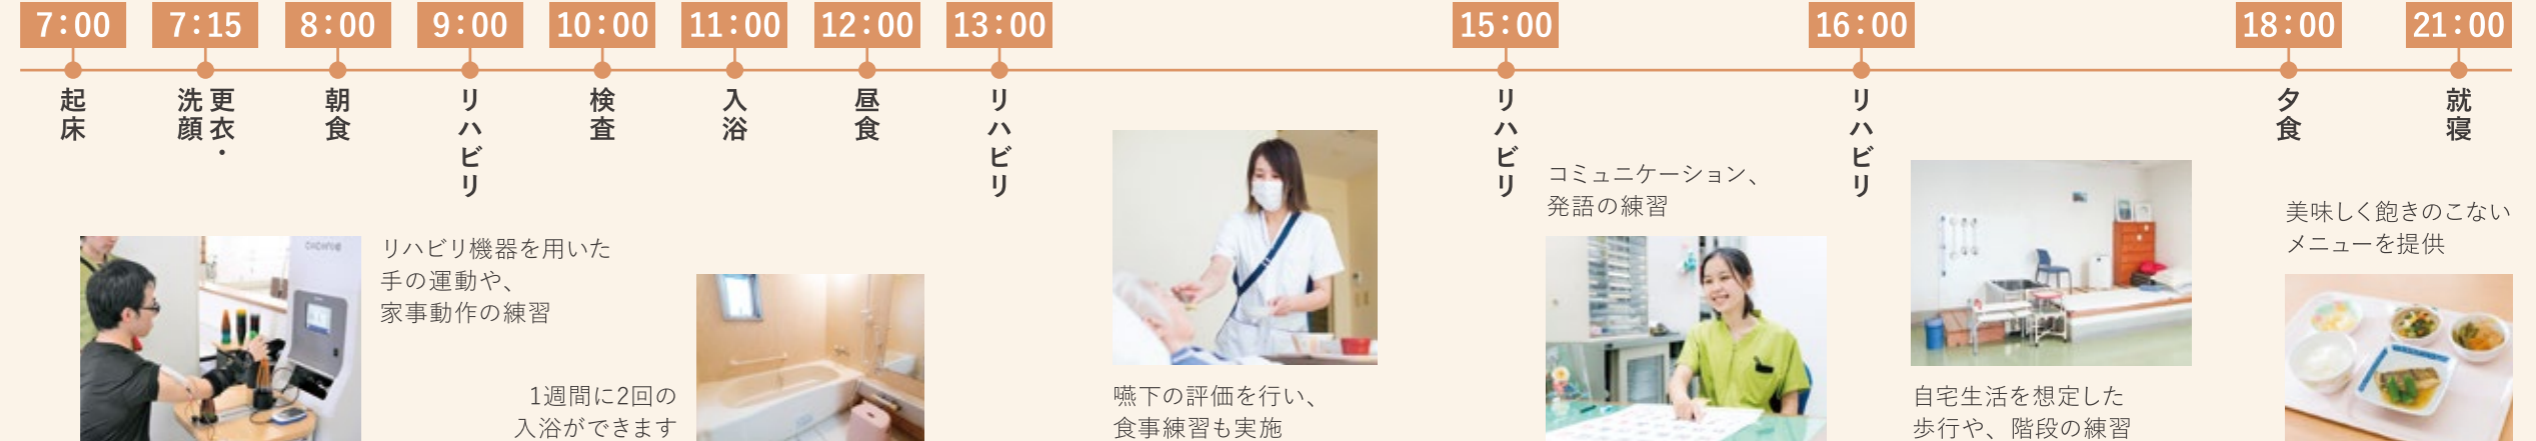 7:00
起床
7:15
更衣・
洗顔
8:00
朝食
9:00
リハビリ
リハビリ機器を用いた
手の運動や、
家事動作の練習
10:00
検査
11:00
入浴
1週間に2回の
入浴ができます
12:00
昼食
13:00
リハビリ
嚥下の評価を行い、
食事練習も実施
15:00
リハビリ
コミュニケーション、
発語の練習
16:00
リハビリ
自宅生活を想定した
歩行や、階段の練習
18:00
夕食
美味しく飽きのこない
メニューを提供
21:00
就寝